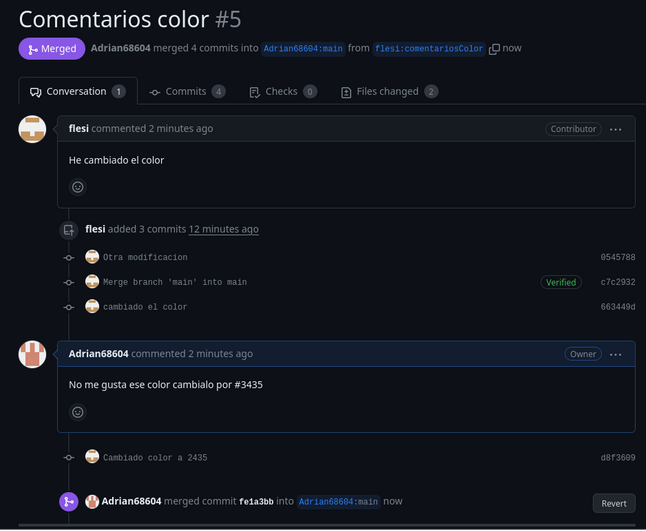 Comentarios color #5
Merged Adrian68604 merged 4 commits into Adrian68604:main from flesi:comentariosColor now
Conversation 1 Commits 4 Checks 0 Files changed 2
flesi commented 2 minutes ago Contributor
He cambiado el color
flesi added 3 commits 12 minutes ago
Otra modificacion 0545788
Merge branch 'main' into main Verified c7c2932
cambiado el color 663449d
Adrian68604 commented 2 minutes ago Owner
No me gusta ese color cambialo por #3435
Cambiado color a 2435 d8f3609
Adrian68604 merged commit fe1a3bb into Adrian68604:main now Revert